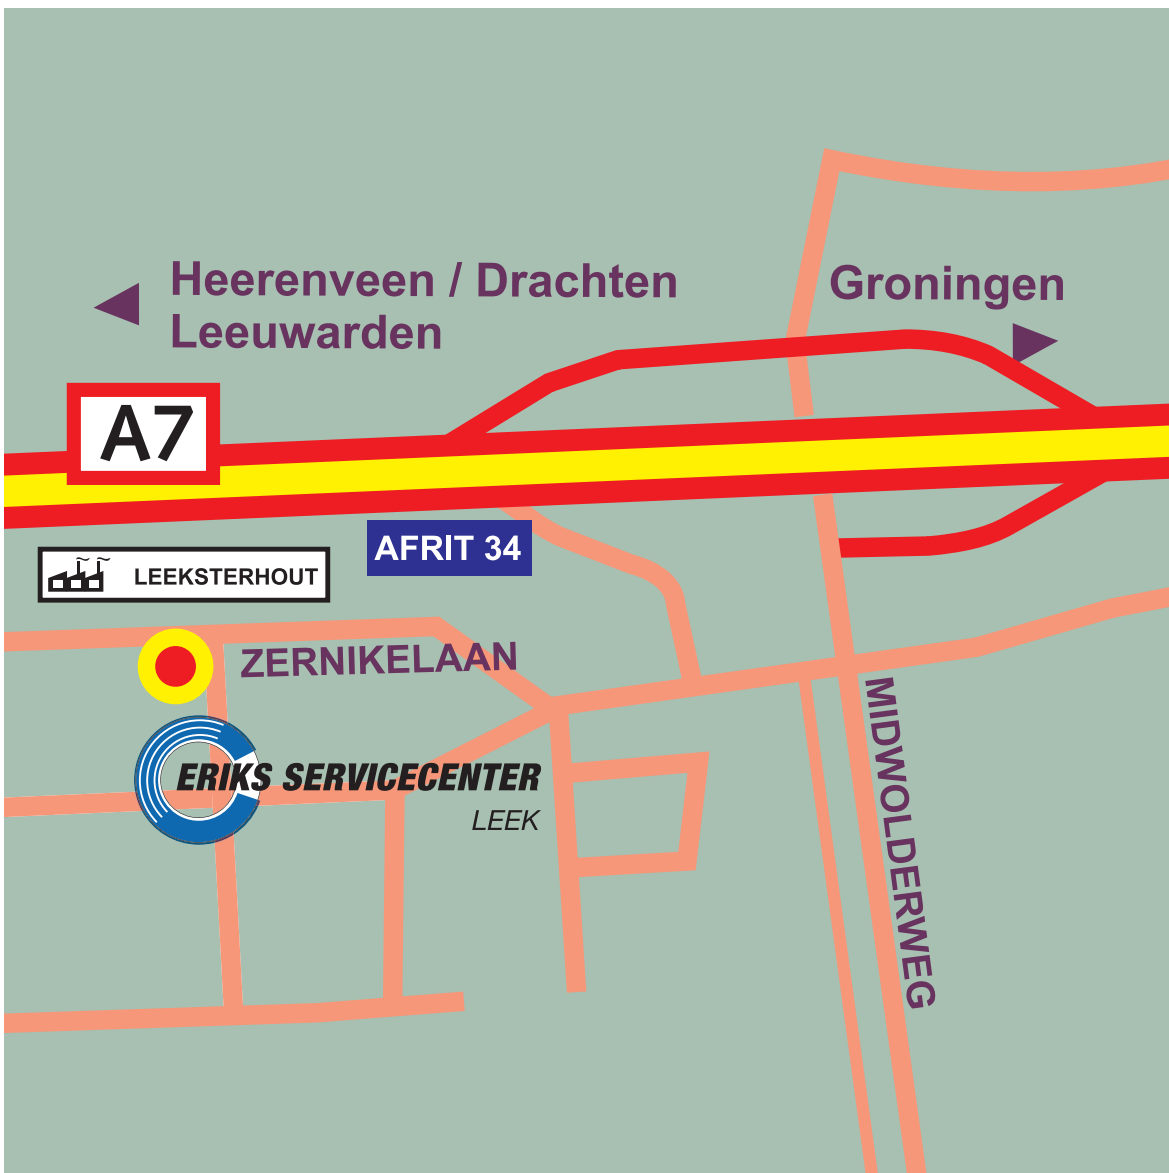 Heerenveen / Drachten
Leeuwarden
Groningen
A7
AFRIT 34
LEEKSTERHOUT
ZERNIKELAAN
ERIKS SERVICECENTER
LEEK
MIDWOLDERWEG